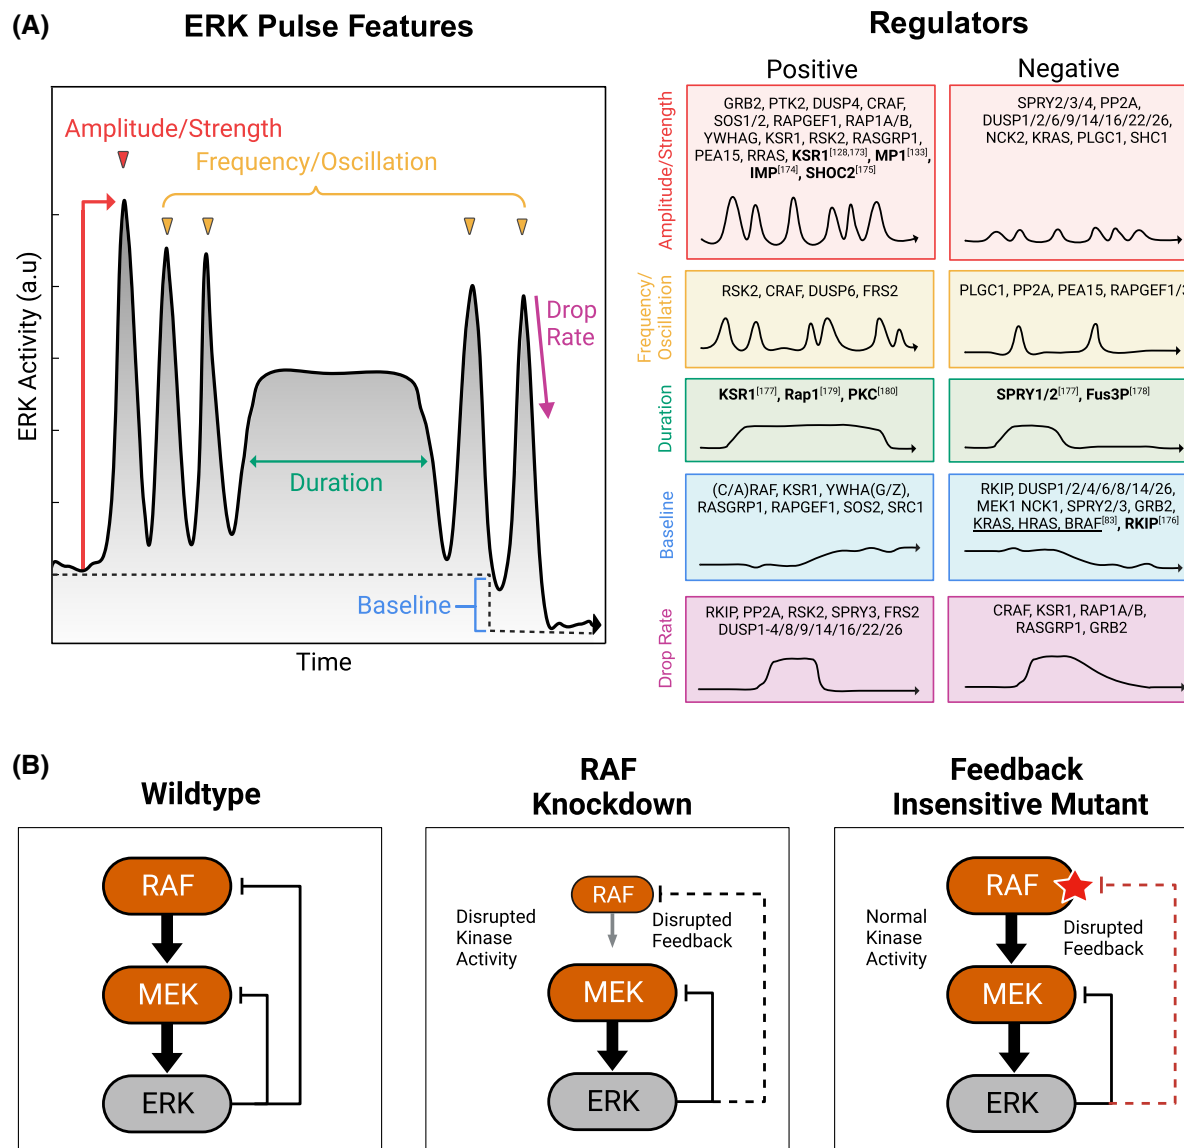 (A)
ERK Pulse Features
Amplitude/Strength
Frequency/Oscillation
Drop
Rate
Duration
Baseline
ERK Activity (a.u)
Time
Regulators
Positive
Negative
Amplitude/Strength
GRB2, PTK2, DUSP4, CRAF,
SOS1/2, RAPGEF1, RAP1A/B,
YWHAG, KSR1, RSK2, RASGRP1,
PEA15, RRAS, KSR1[128,173], MP1[133],
IMP[174], SHOC2[175]
SPRY2/3/4, PP2A,
DUSP1/2/6/9/14/16/22/26,
NCK2, KRAS, PLGC1, SHC1
Frequency/
Oscillation
RSK2, CRAF, DUSP6, FRS2
PLGC1, PP2A, PEA15, RAPGEF1/3
Duration
KSR1[177], Rap1[179], PKC[180]
SPRY1/2[177], Fus3P[178]
Baseline
(C/A)RAF, KSR1, YWHA(G/Z),
RASGRP1, RAPGEF1, SOS2, SRC1
RKIP, DUSP1/2/4/6/8/14/26,
MEK1 NCK1, SPRY2/3, GRB2,
KRAS, HRAS, BRAF[83], RKIP[176]
Drop Rate
RKIP, PP2A, RSK2, SPRY3, FRS2
DUSP1-4/8/9/14/16/22/26
CRAF, KSR1, RAP1A/B,
RASGRP1, GRB2
(B)
Wildtype
RAF
MEK
ERK
RAF
Knockdown
RAF
Disrupted
Kinase
Activity
Disrupted
Feedback
MEK
ERK
Feedback
Insensitive Mutant
RAF
Normal
Kinase
Activity
Disrupted
Feedback
MEK
ERK